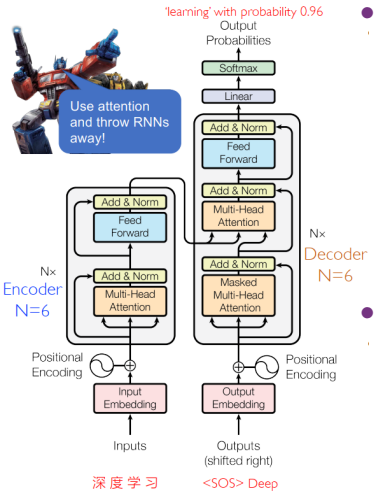 'learning' with probability 0.96
Output
Probabilities
Softmax
Linear
Use attention
and throw RNNs
away!
Add & Norm
Feed
Forward
Add & Norm
Multi-Head
Attention
Add & Norm
Masked
Multi-Head
Attention
N×
Decoder
N=6
Add & Norm
Feed
Forward
Add & Norm
Multi-Head
Attention
N×
Encoder
N=6
Positional
Encoding
Positional
Encoding
Input
Embedding
Output
Embedding
Inputs
Outputs
(shifted right)
深度学习
<SOS> Deep